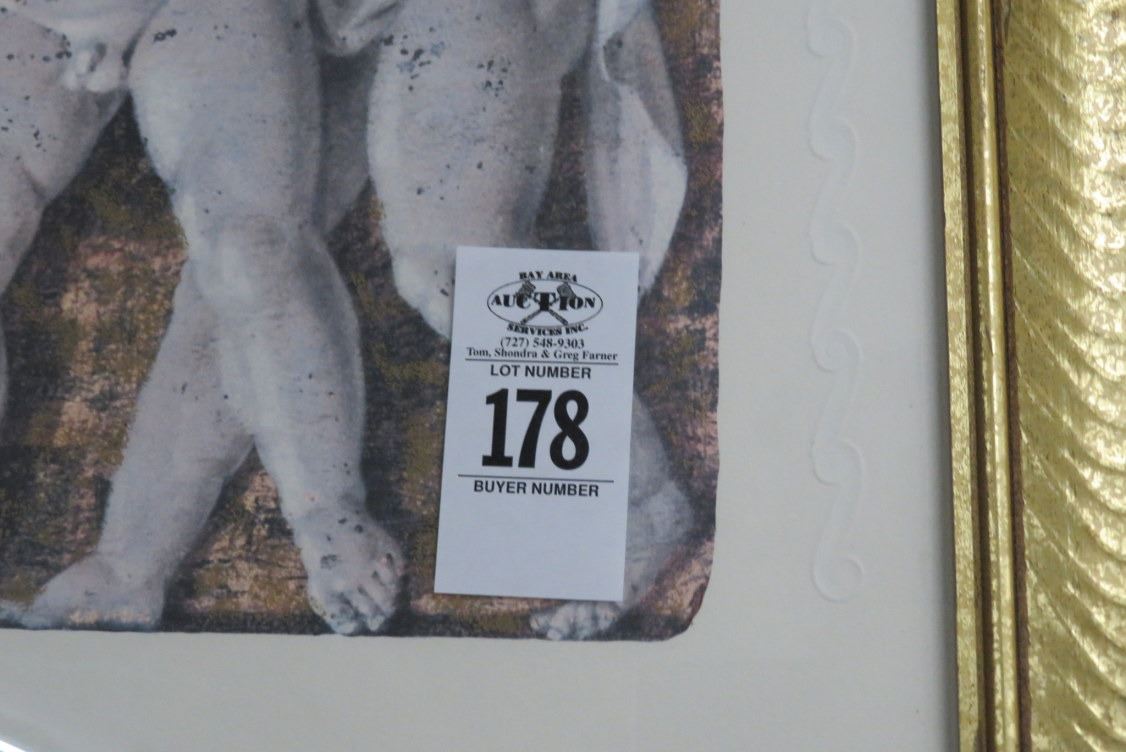 BAY AREA
AUCTION
SERVICES INC.
(727) 548-9303
Tom, Shondra & Greg Farner
LOT NUMBER
178
BUYER NUMBER